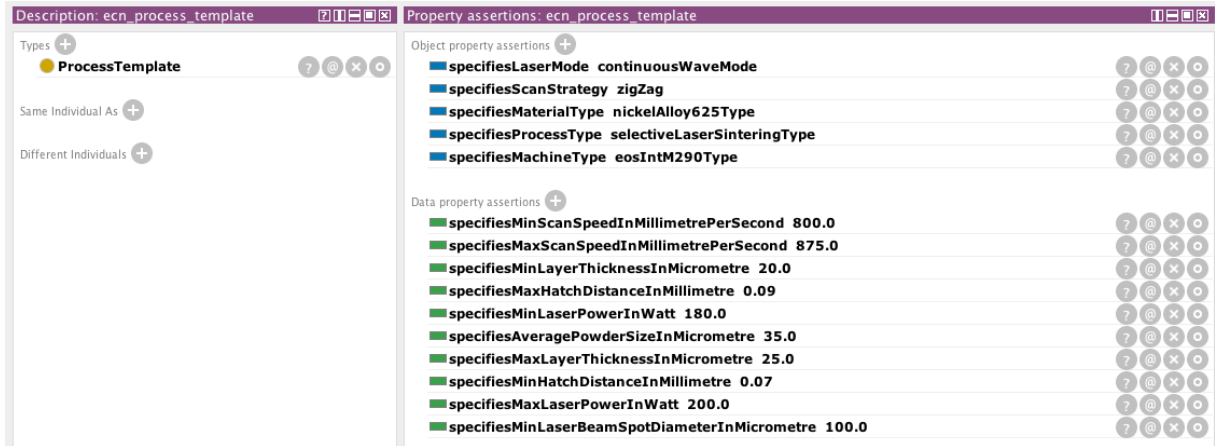 Description: ecn_process_template
Types
ProcessTemplate
Same Individual As
Different Individuals
Property assertions: ecn_process_template
Object property assertions
specifiesLaserMode continuousWaveMode
specifiesScanStrategy zigZag
specifiesMaterialType nickelAlloy625Type
specifiesProcessType selectiveLaserSinteringType
specifiesMachineType eosIntM290Type
Data property assertions
specifiesMinScanSpeedInMillimetrePerSecond 800.0
specifiesMaxScanSpeedInMillimetrePerSecond 875.0
specifiesMinLayerThicknessInMicrometre 20.0
specifiesMaxHatchDistanceInMillimetre 0.09
specifiesMinLaserPowerInWatt 180.0
specifiesAveragePowderSizeInMicrometre 35.0
specifiesMaxLayerThicknessInMicrometre 25.0
specifiesMinHatchDistanceInMillimetre 0.07
specifiesMaxLaserPowerInWatt 200.0
specifiesMinLaserBeamSpotDiameterInMicrometre 100.0